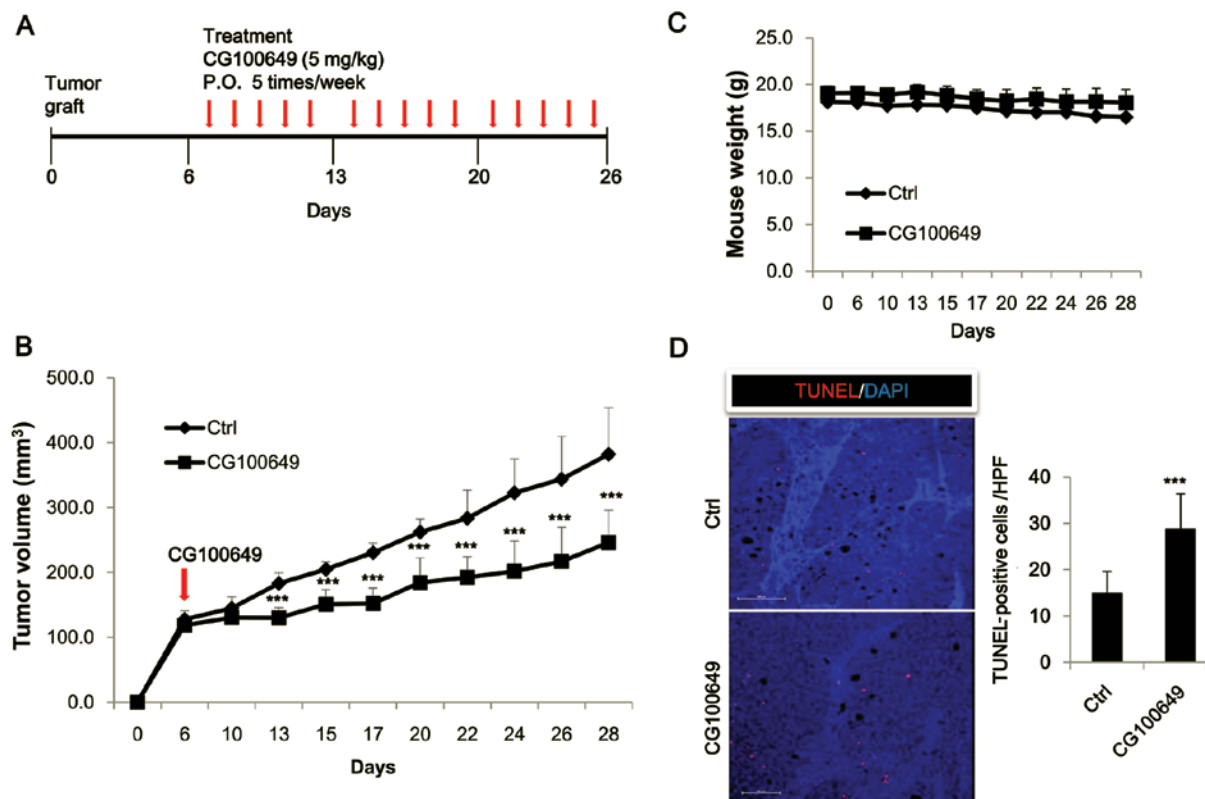 A
Treatment
CG100649 (5 mg/kg)
P.O. 5 times/week
Tumor
graft
0 6 13 20 26
Days
B
500.0
400.0
300.0
200.0
100.0
0.0
Tumor volume (mm³)
Ctrl
CG100649
CG100649
*** *** *** *** *** *** *** ***
0 6 10 13 15 17 20 22 24 26 28
Days
C
25.0
20.0
15.0
10.0
5.0
0.0
Mouse weight (g)
Ctrl
CG100649
0 6 10 13 15 17 20 22 24 26 28
Days
D
TUNEL/DAPI
Ctrl
CG100649
TUNEL-positive cells /HPF
40
30
20
10
0
***
Ctrl
CG100649